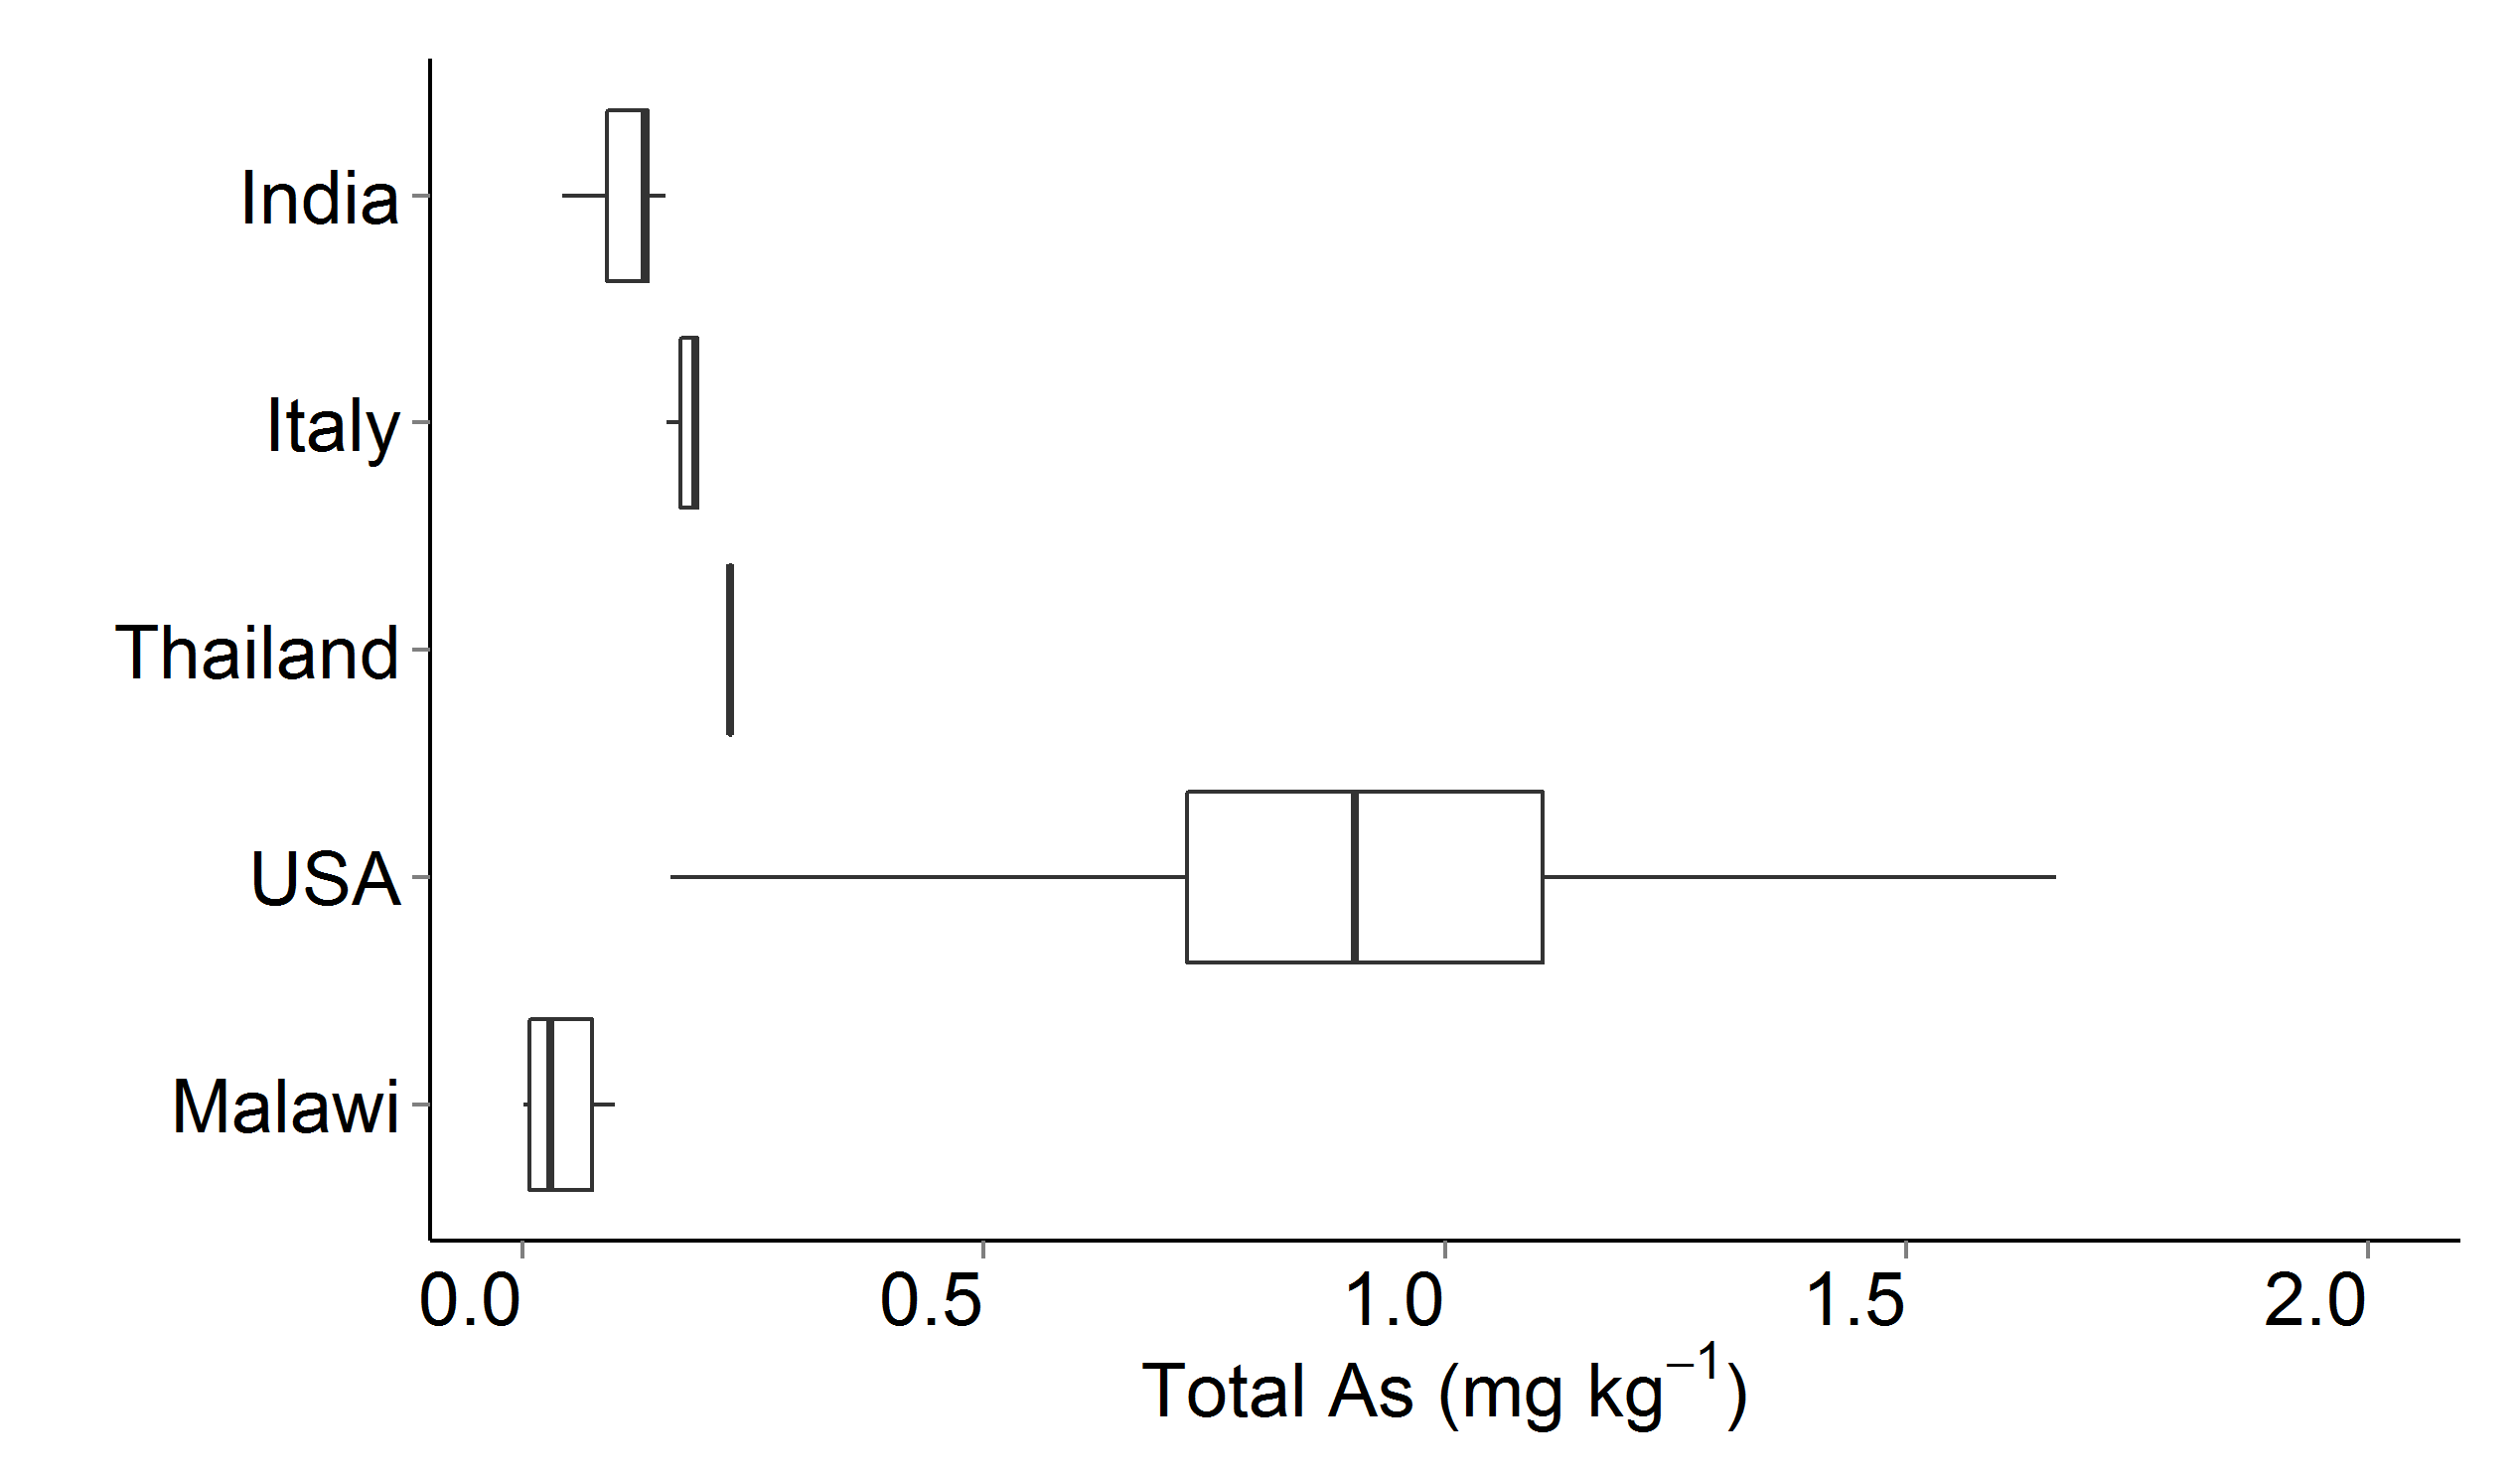 India
Italy
Thailand
USA
Malawi
0.0 0.5 1.0 1.5 2.0
Total As (mg kg⁻¹)